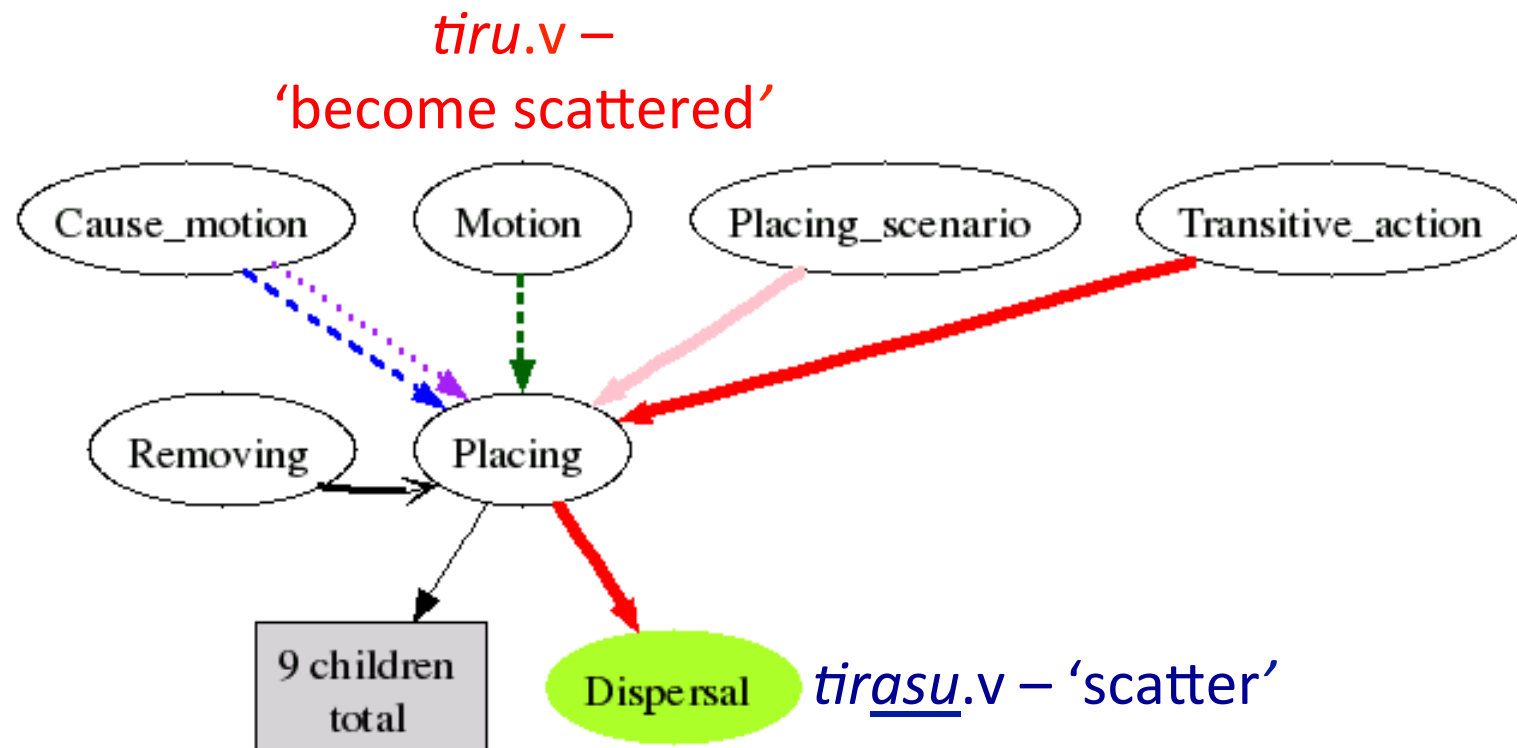 tiru.v –
‘become scattered’
Cause_motion
Motion
Placing_scenario
Transitive_action
Removing
Placing
9 children
total
Dispersal
tirasu.v – ‘scatter’